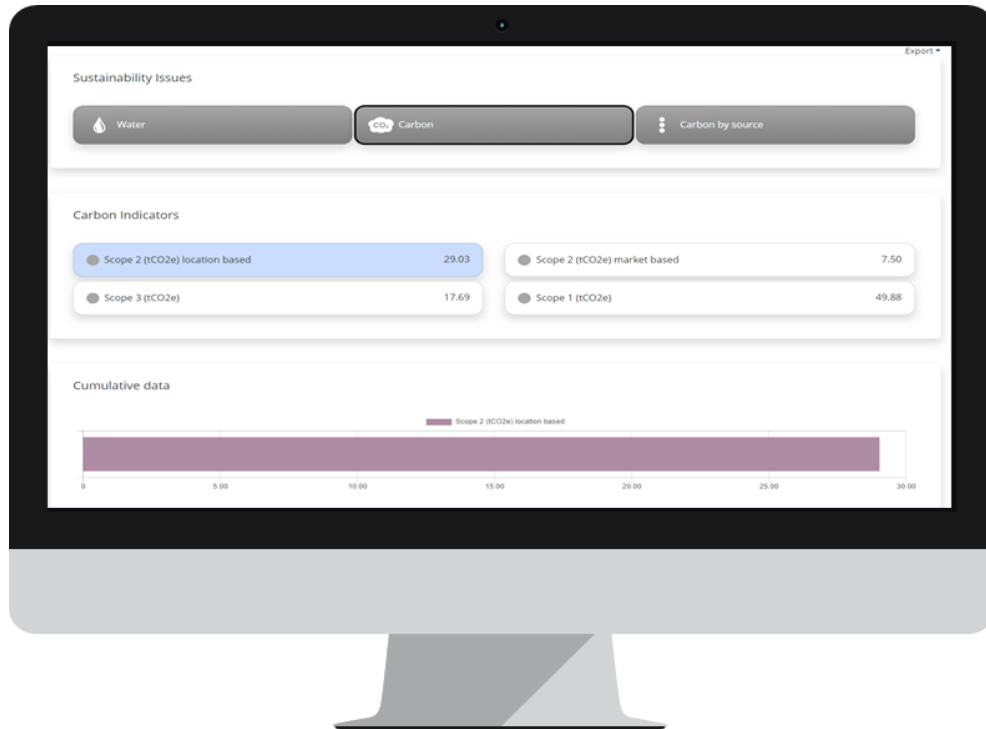 Export
Sustainability Issues
Water
CO₂ Carbon
Carbon by source
Carbon Indicators
Scope 2 (tCO2e) location based 29.03
Scope 2 (tCO2e) market based 7.50
Scope 3 (tCO2e) 17.69
Scope 1 (tCO2e) 49.88
Cumulative data
Scope 2 (tCO2e) location based
0 5.00 10.00 15.00 20.00 25.00 30.00